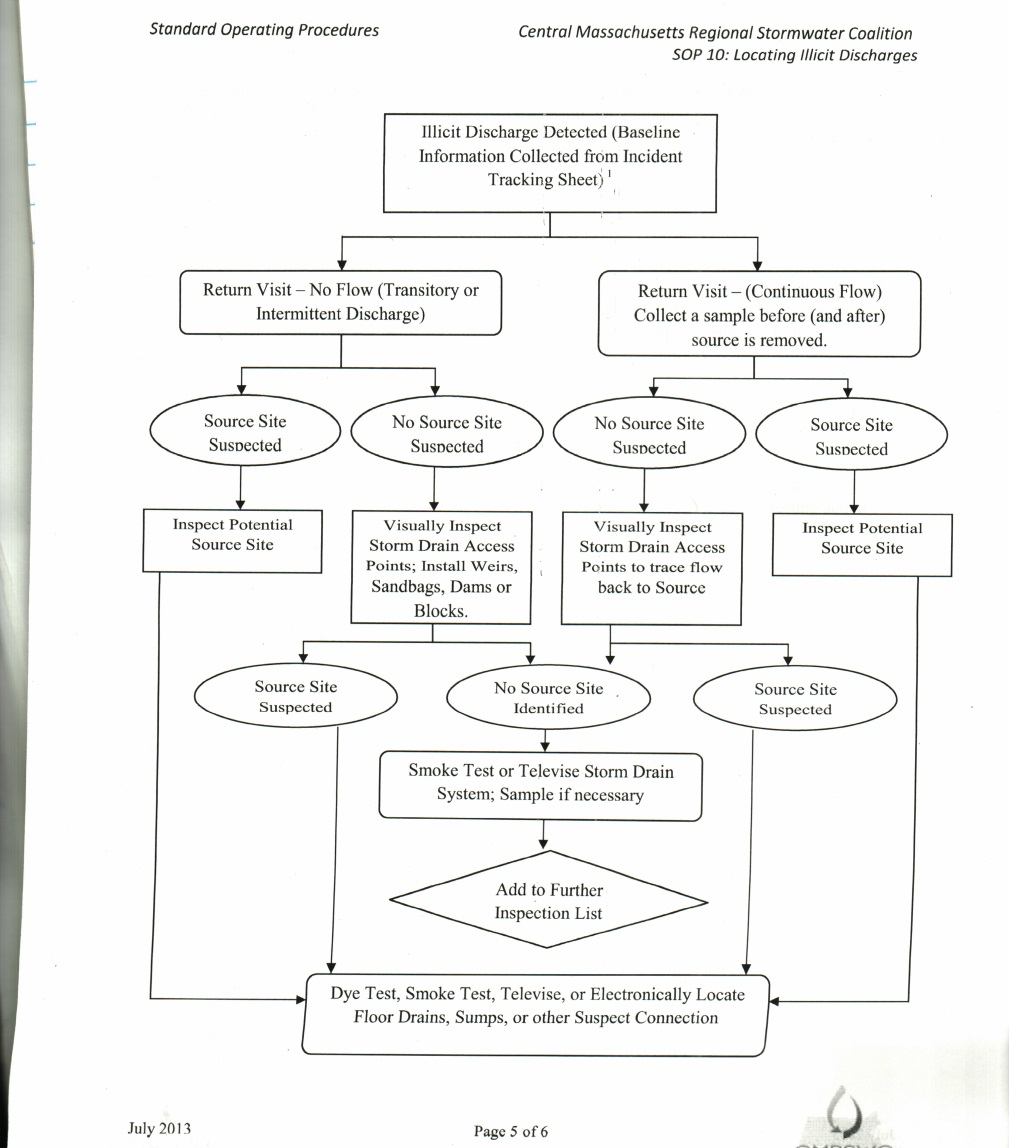 Standard Operating Procedures
Central Massachusetts Regional Stormwater Coalition
SOP 10: Locating Illicit Discharges
Illicit Discharge Detected (Baseline
Information Collected from Incident
Tracking Sheet) 1
Return Visit – No Flow (Transitory or
Intermittent Discharge)
Return Visit – (Continuous Flow)
Collect a sample before (and after)
source is removed.
Source Site
Suspected
No Source Site
Suspected
No Source Site
Suspected
Source Site
Suspected
Inspect Potential
Source Site
Visually Inspect
Storm Drain Access
Points; Install Weirs,
Sandbags, Dams or
Blocks.
Visually Inspect
Storm Drain Access
Points to trace flow
back to Source
Inspect Potential
Source Site
Source Site
Suspected
No Source Site
Identified
Source Site
Suspected
Smoke Test or Televise Storm Drain
System; Sample if necessary
Add to Further
Inspection List
Dye Test, Smoke Test, Televise, or Electronically Locate
Floor Drains, Sumps, or other Suspect Connection
July 2013
Page 5 of 6